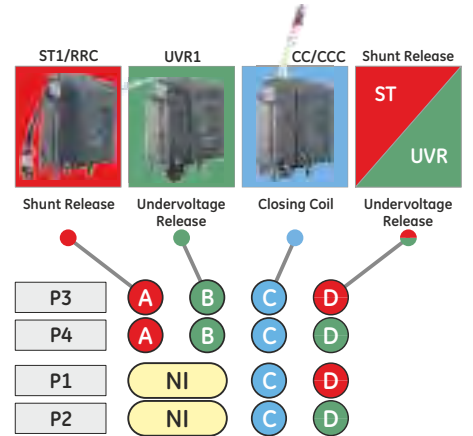 ST1/RRC UVR1 CC/CCC Shunt Release
ST
UVR
Shunt Release Undervoltage Release Closing Coil Undervoltage Release
P3 A B C D
P4 A B C D
P1 NI C D
P2 NI C D